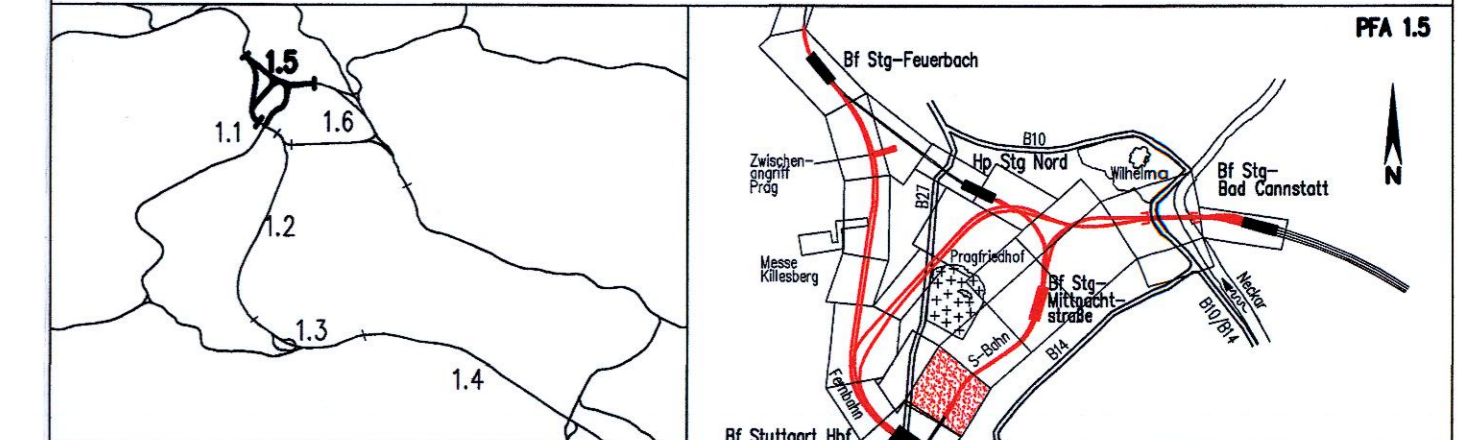 1.5
1.1
1.6
1.2
1.3
1.4
PFA 1.5
Bf Stg-Feuerbach
N
B10
Zwischen-
angriff
Prag
Hp Stg Nord
Wilhelma
Bf Stg-
Bad Cannstatt
B27
Messe
Killesberg
Pragfriedhof
Bf Stg-
Mittnacht-
straße
Neckar
B10/B14
S-Bahn
B14
Fernbahn
Bf Stuttgart Hbf